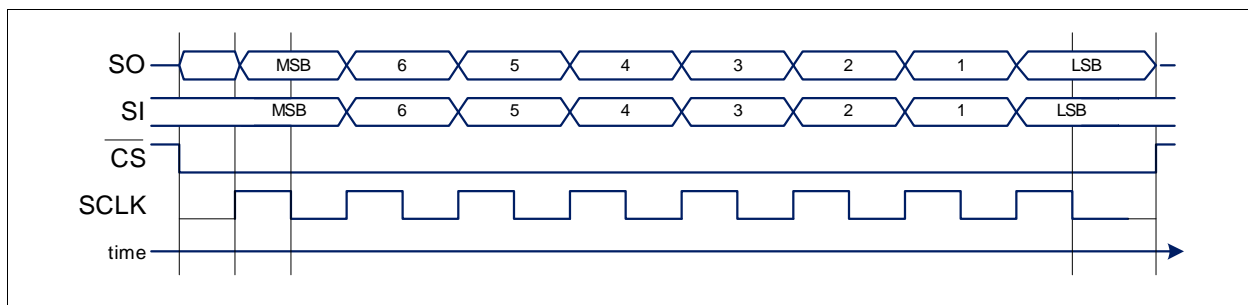 SO MSB 6 5 4 3 2 1 LSB
SI MSB 6 5 4 3 2 1 LSB
CS
SCLK
time